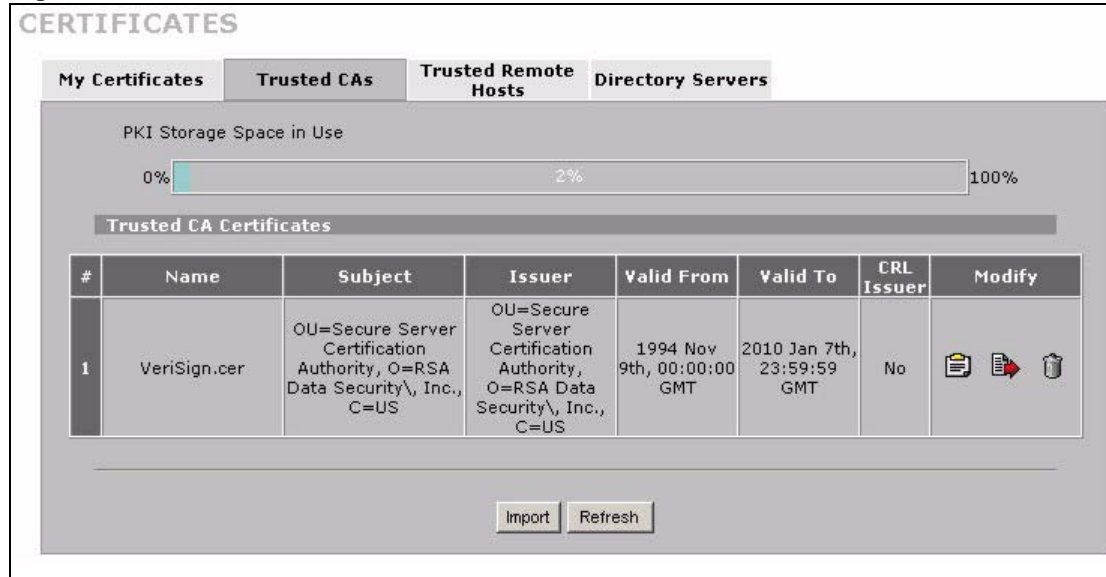 CERTIFICATES
My Certificates
Trusted CAs
Trusted Remote
Hosts
Directory Servers
PKI Storage Space in Use
0%
2%
100%
Trusted CA Certificates
#
Name
Subject
Issuer
Valid From
Valid To
CRL
Issuer
Modify
1
VeriSign.cer
OU=Secure Server
Certification
Authority, O=RSA
Data Security\, Inc.,
C=US
OU=Secure
Server
Certification
Authority,
O=RSA Data
Security\, Inc.,
C=US
1994 Nov
9th, 00:00:00
GMT
2010 Jan 7th,
23:59:59
GMT
No
Import
Refresh